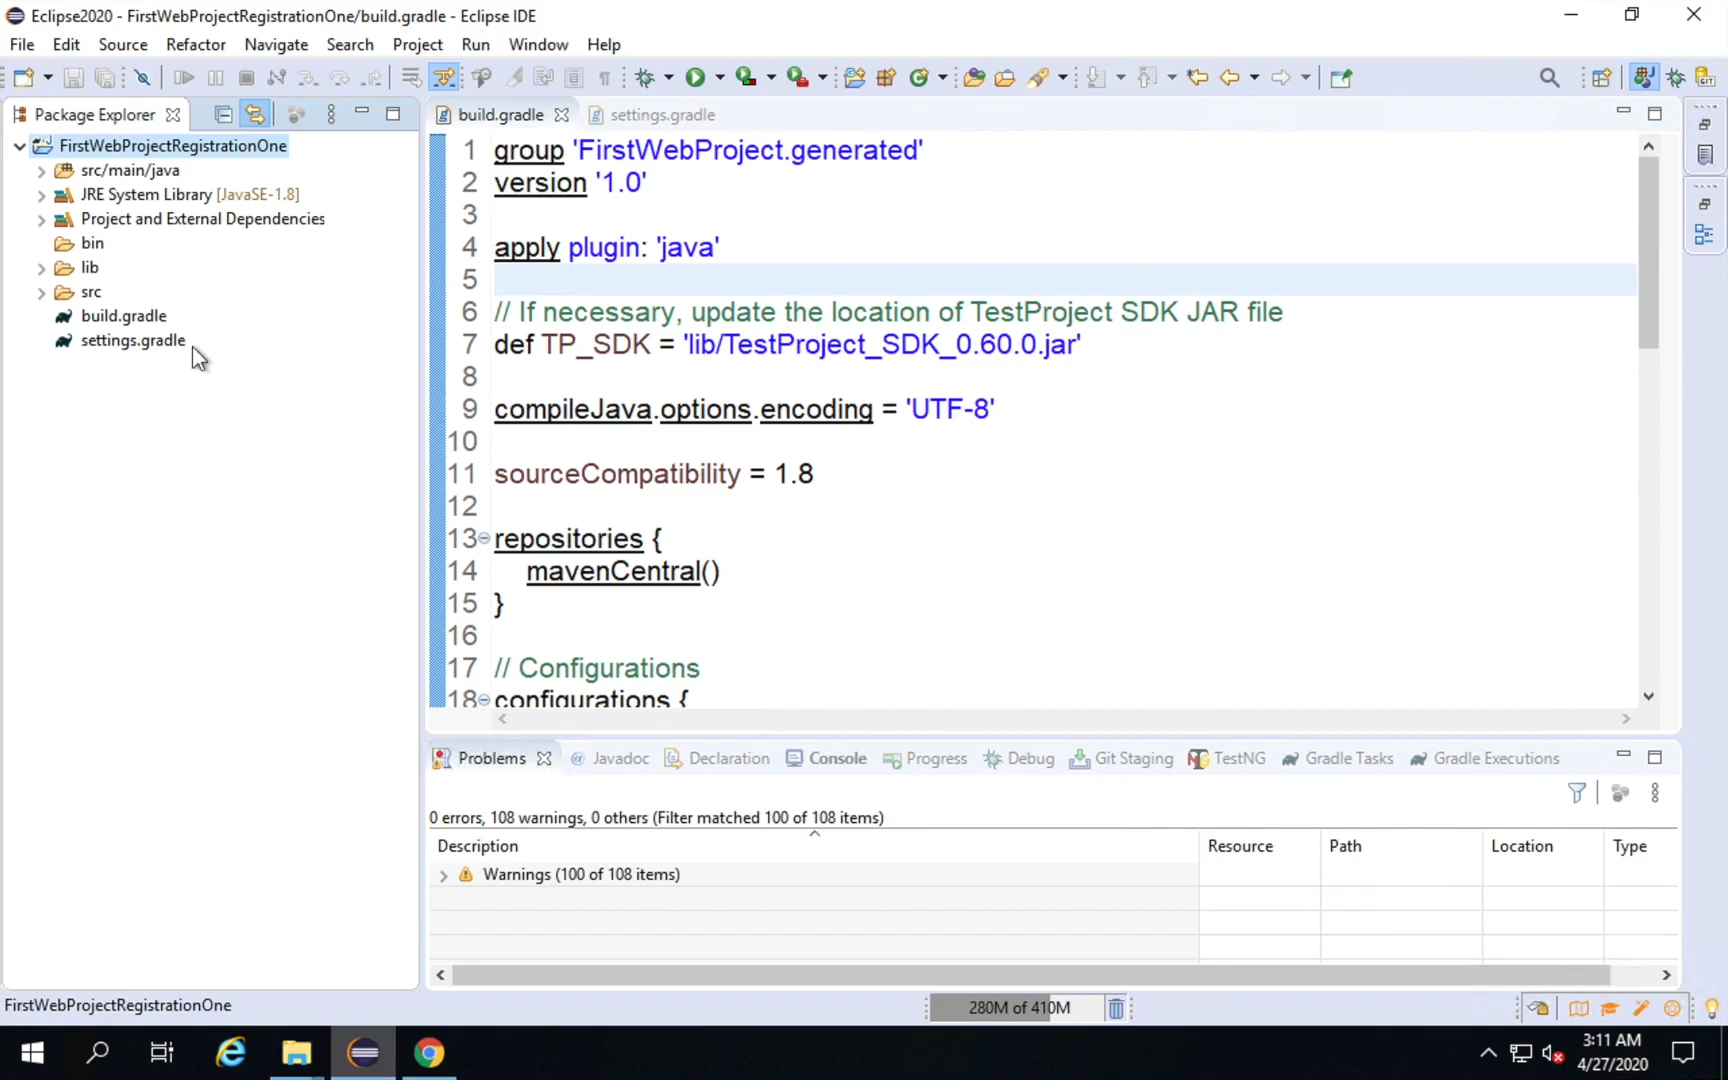 Eclipse2020 - FirstWebProjectRegistrationOne/build.gradle - Eclipse IDE
File Edit Source Refactor Navigate Search Project Run Window Help
Package Explorer
FirstWebProjectRegistrationOne
src/main/java
JRE System Library [JavaSE-1.8]
Project and External Dependencies
bin
lib
src
build.gradle
settings.gradle
build.gradle settings.gradle
1 group 'FirstWebProject.generated'
2 version '1.0'
3
4 apply plugin: 'java'
5
6 // If necessary, update the location of TestProject SDK JAR file
7 def TP_SDK = 'lib/TestProject_SDK_0.60.0.jar'
8
9 compileJava.options.encoding = 'UTF-8'
10
11 sourceCompatibility = 1.8
12
13 repositories {
14 mavenCentral()
15 }
16
17 // Configurations
18 configurations {
Problems @ Javadoc Declaration Console Progress Debug Git Staging TestNG Gradle Tasks Gradle Executions
0 errors, 108 warnings, 0 others (Filter matched 100 of 108 items)
Description Resource Path Location Type
Warnings (100 of 108 items)
FirstWebProjectRegistrationOne
280M of 410M
3:11 AM
4/27/2020